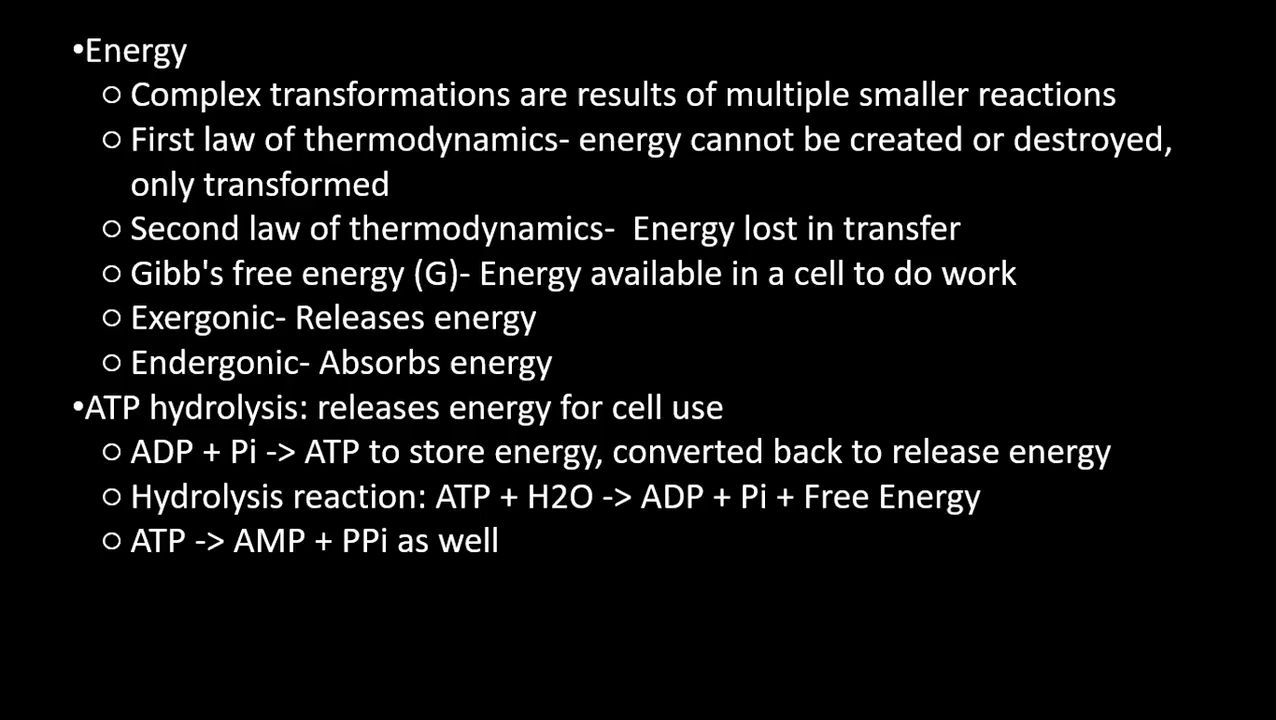 •Energy
○ Complex transformations are results of multiple smaller reactions
○ First law of thermodynamics- energy cannot be created or destroyed,
only transformed
○ Second law of thermodynamics-  Energy lost in transfer
○ Gibb's free energy (G)- Energy available in a cell to do work
○ Exergonic- Releases energy
○ Endergonic- Absorbs energy
•ATP hydrolysis: releases energy for cell use
○ ADP + Pi -> ATP to store energy, converted back to release energy
○ Hydrolysis reaction: ATP + H2O -> ADP + Pi + Free Energy
○ ATP -> AMP + PPi as well